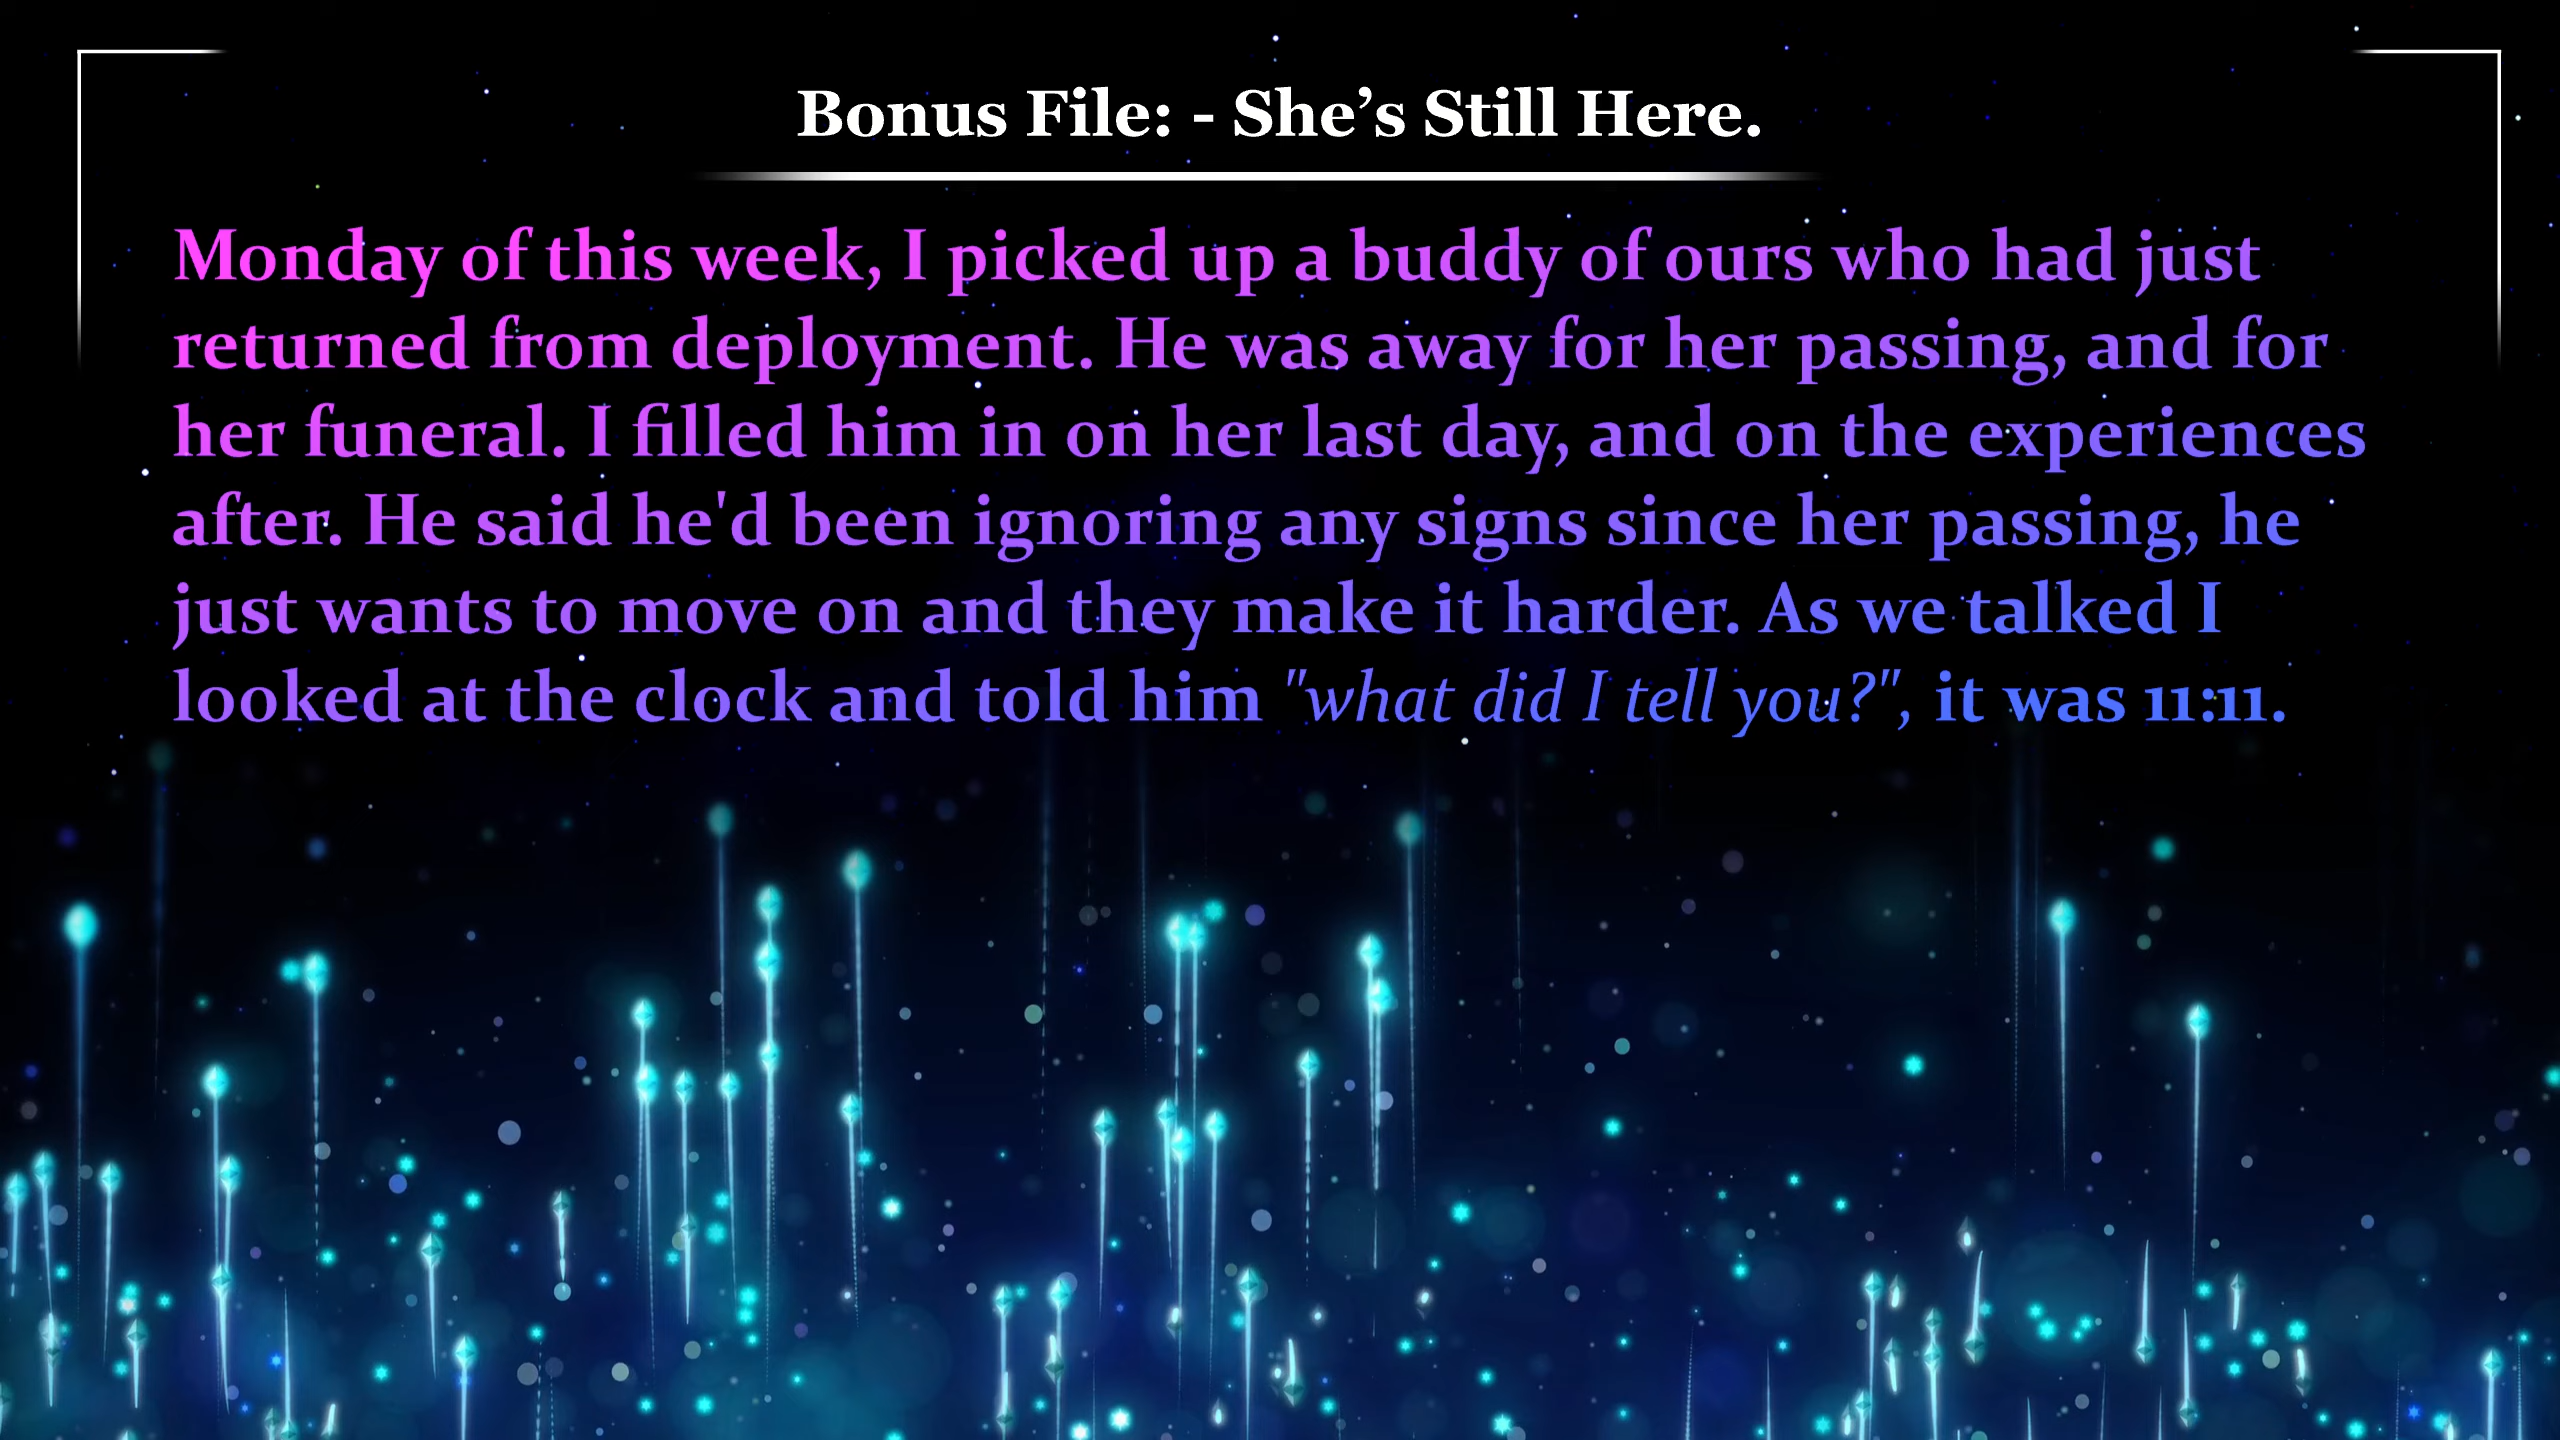 Bonus File: - She’s Still Here.
Monday of this week, I picked up a buddy of ours who had just
returned from deployment. He was away for her passing, and for
her funeral. I filled him in on her last day, and on the experiences
after. He said he'd been ignoring any signs since her passing, he
just wants to move on and they make it harder. As we talked I
looked at the clock and told him "what did I tell you?", it was 11:11.